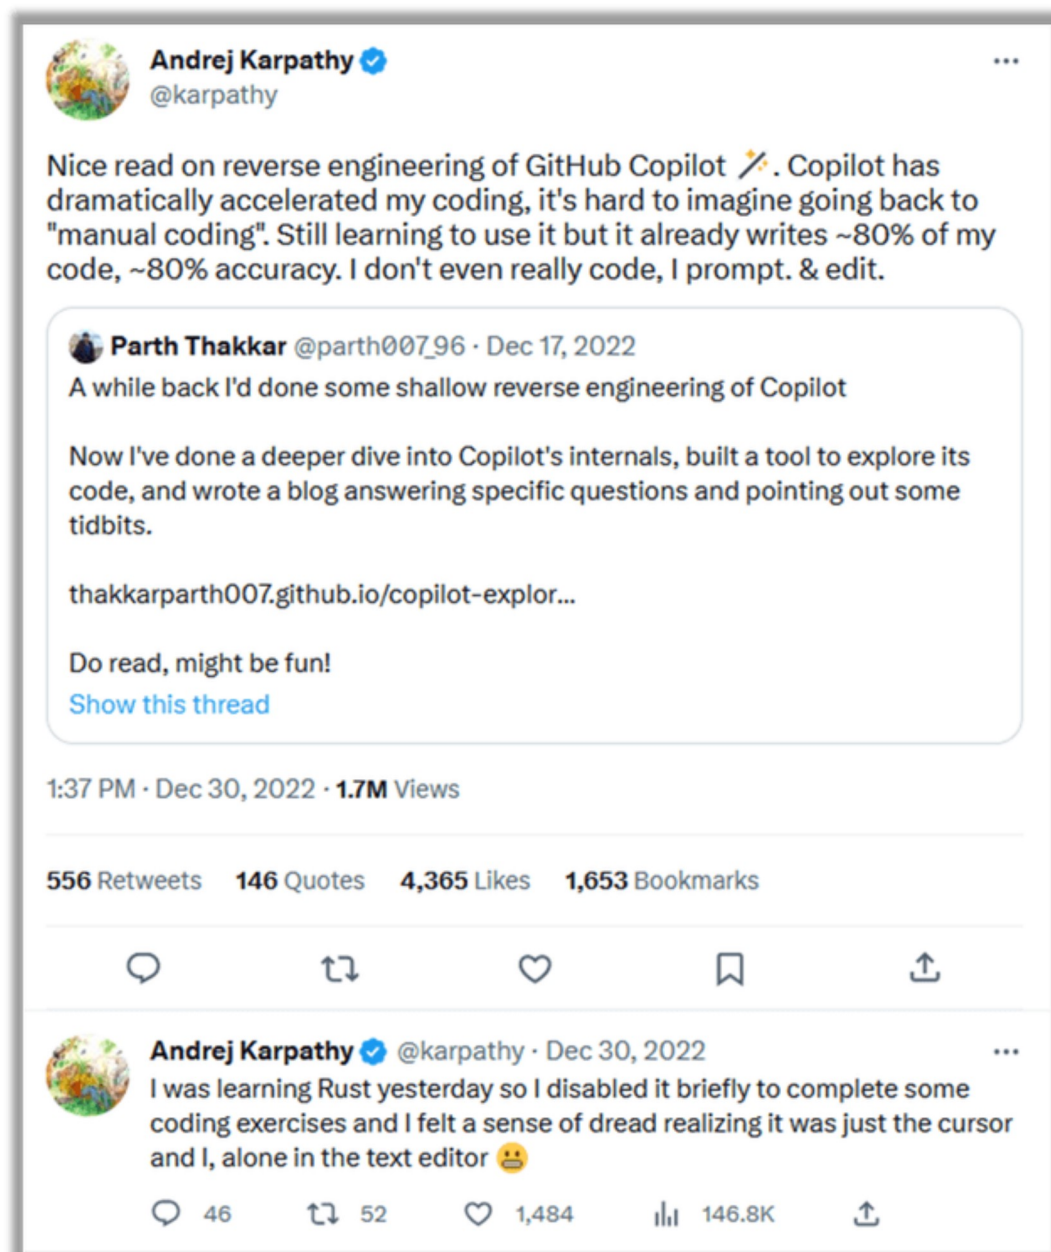 Andrej Karpathy
@karpathy
Nice read on reverse engineering of GitHub Copilot 🪄. Copilot has
dramatically accelerated my coding, it's hard to imagine going back to
"manual coding". Still learning to use it but it already writes ~80% of my
code, ~80% accuracy. I don't even really code, I prompt. & edit.
Parth Thakkar @parth007_96 · Dec 17, 2022
A while back I'd done some shallow reverse engineering of Copilot
Now I've done a deeper dive into Copilot's internals, built a tool to explore its
code, and wrote a blog answering specific questions and pointing out some
tidbits.
thakkarparth007.github.io/copilot-explor...
Do read, might be fun!
Show this thread
1:37 PM · Dec 30, 2022 · 1.7M Views
556 Retweets 146 Quotes 4,365 Likes 1,653 Bookmarks
Andrej Karpathy @karpathy · Dec 30, 2022
I was learning Rust yesterday so I disabled it briefly to complete some
coding exercises and I felt a sense of dread realizing it was just the cursor
and I, alone in the text editor 😬
46 52 1,484 146.8K